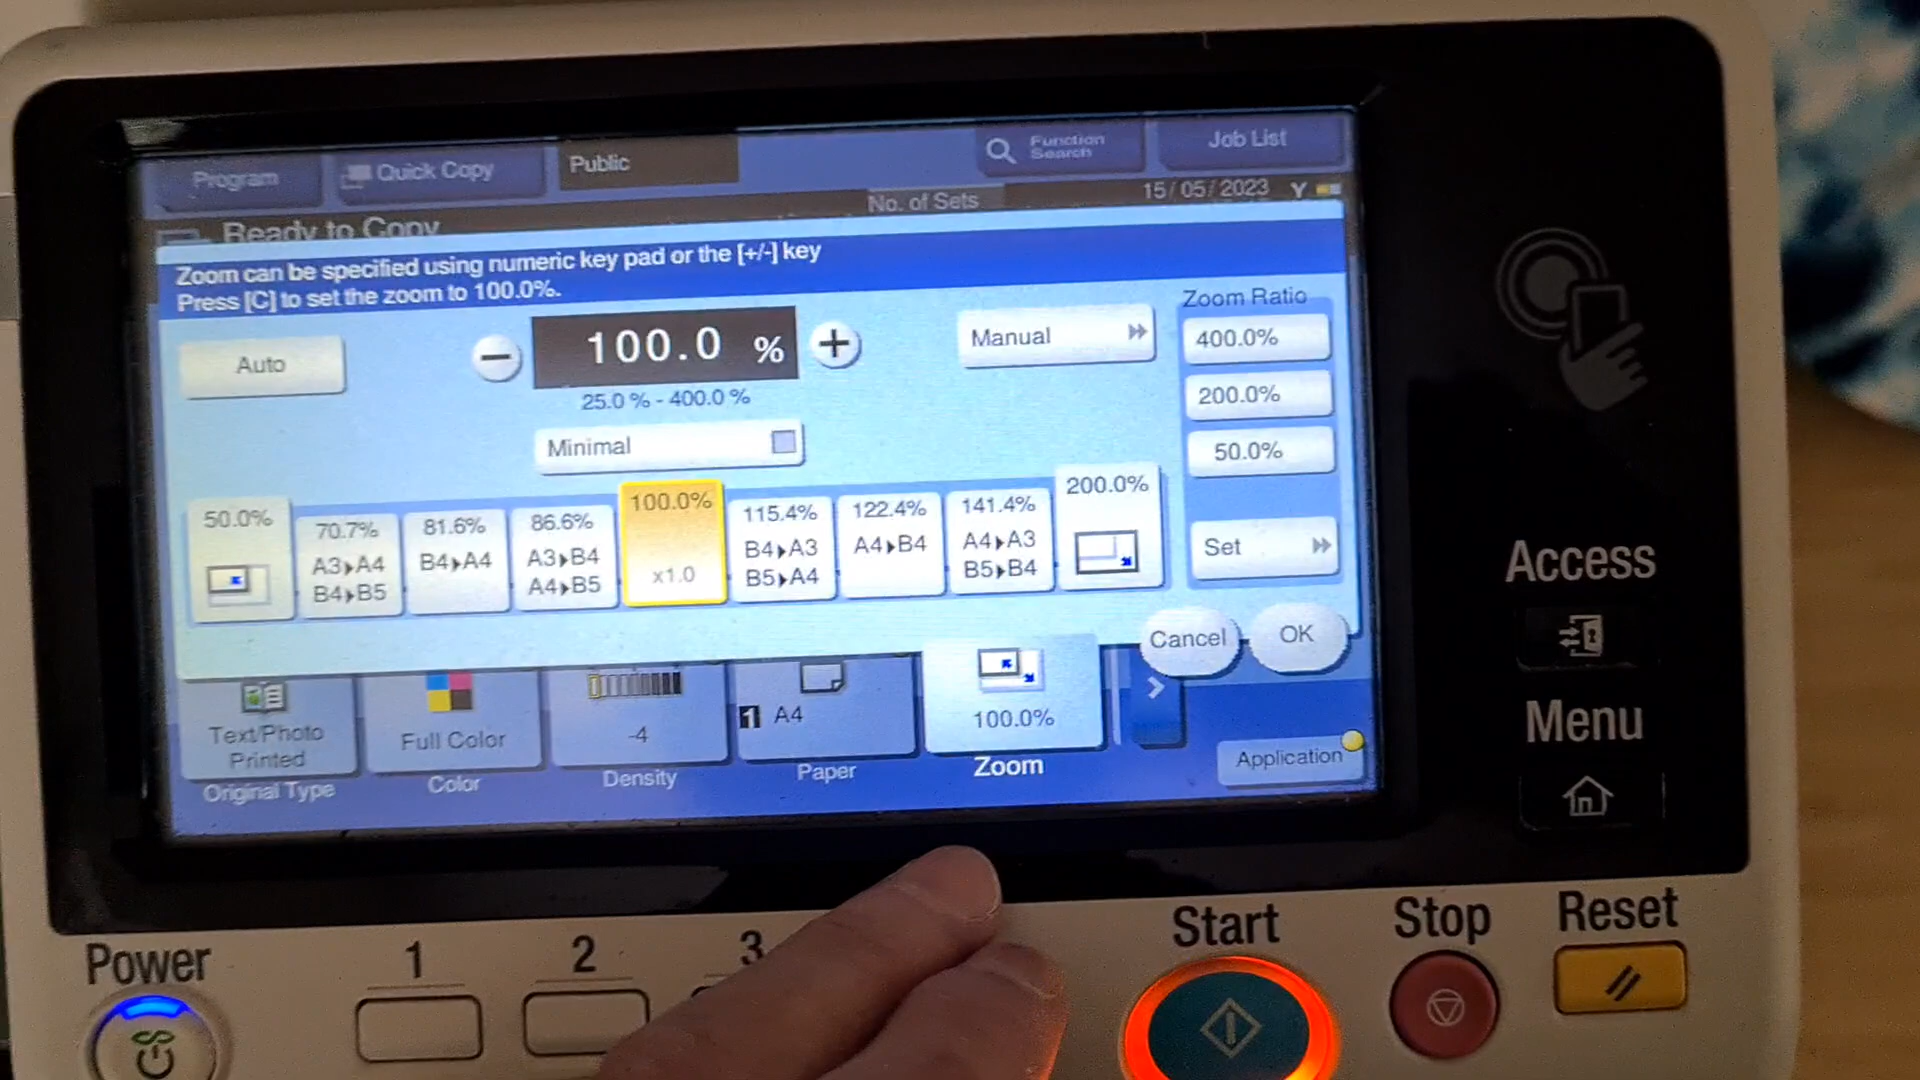 Program
Quick Copy
Public
Function
Search
Job List
Ready to Copy
No. of Sets
15/05/2023
Y
Zoom can be specified using numeric key pad or the [+/-] key
Press [C] to set the zoom to 100.0%.
Auto
100.0 %
25.0 % - 400.0 %
Minimal
Manual
Zoom Ratio
400.0%
200.0%
50.0%
Set
50.0%
70.7%
A3▸A4
B4▸B5
81.6%
B4▸A4
86.6%
A3▸B4
A4▸B5
100.0%
x1.0
115.4%
B4▸A3
B5▸A4
122.4%
A4▸B4
141.4%
A4▸A3
B5▸B4
200.0%
Cancel
OK
Text/Photo
Printed
Original Type
Full Color
Color
-4
Density
1 A4
Paper
100.0%
Zoom
Application
Access
Menu
Power
1
2
3
Start
Stop
Reset